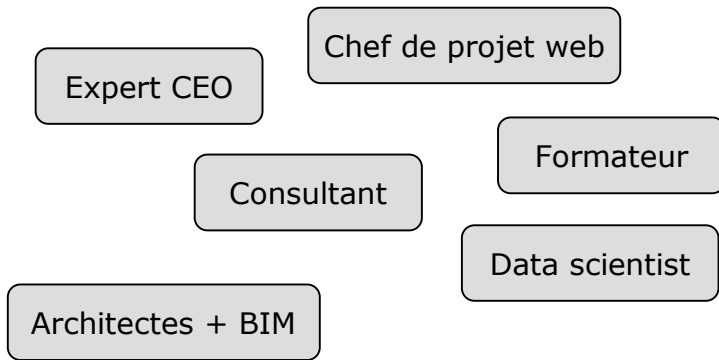 Chef de projet web
Expert CEO
Formateur
Consultant
Data scientist
Architectes + BIM